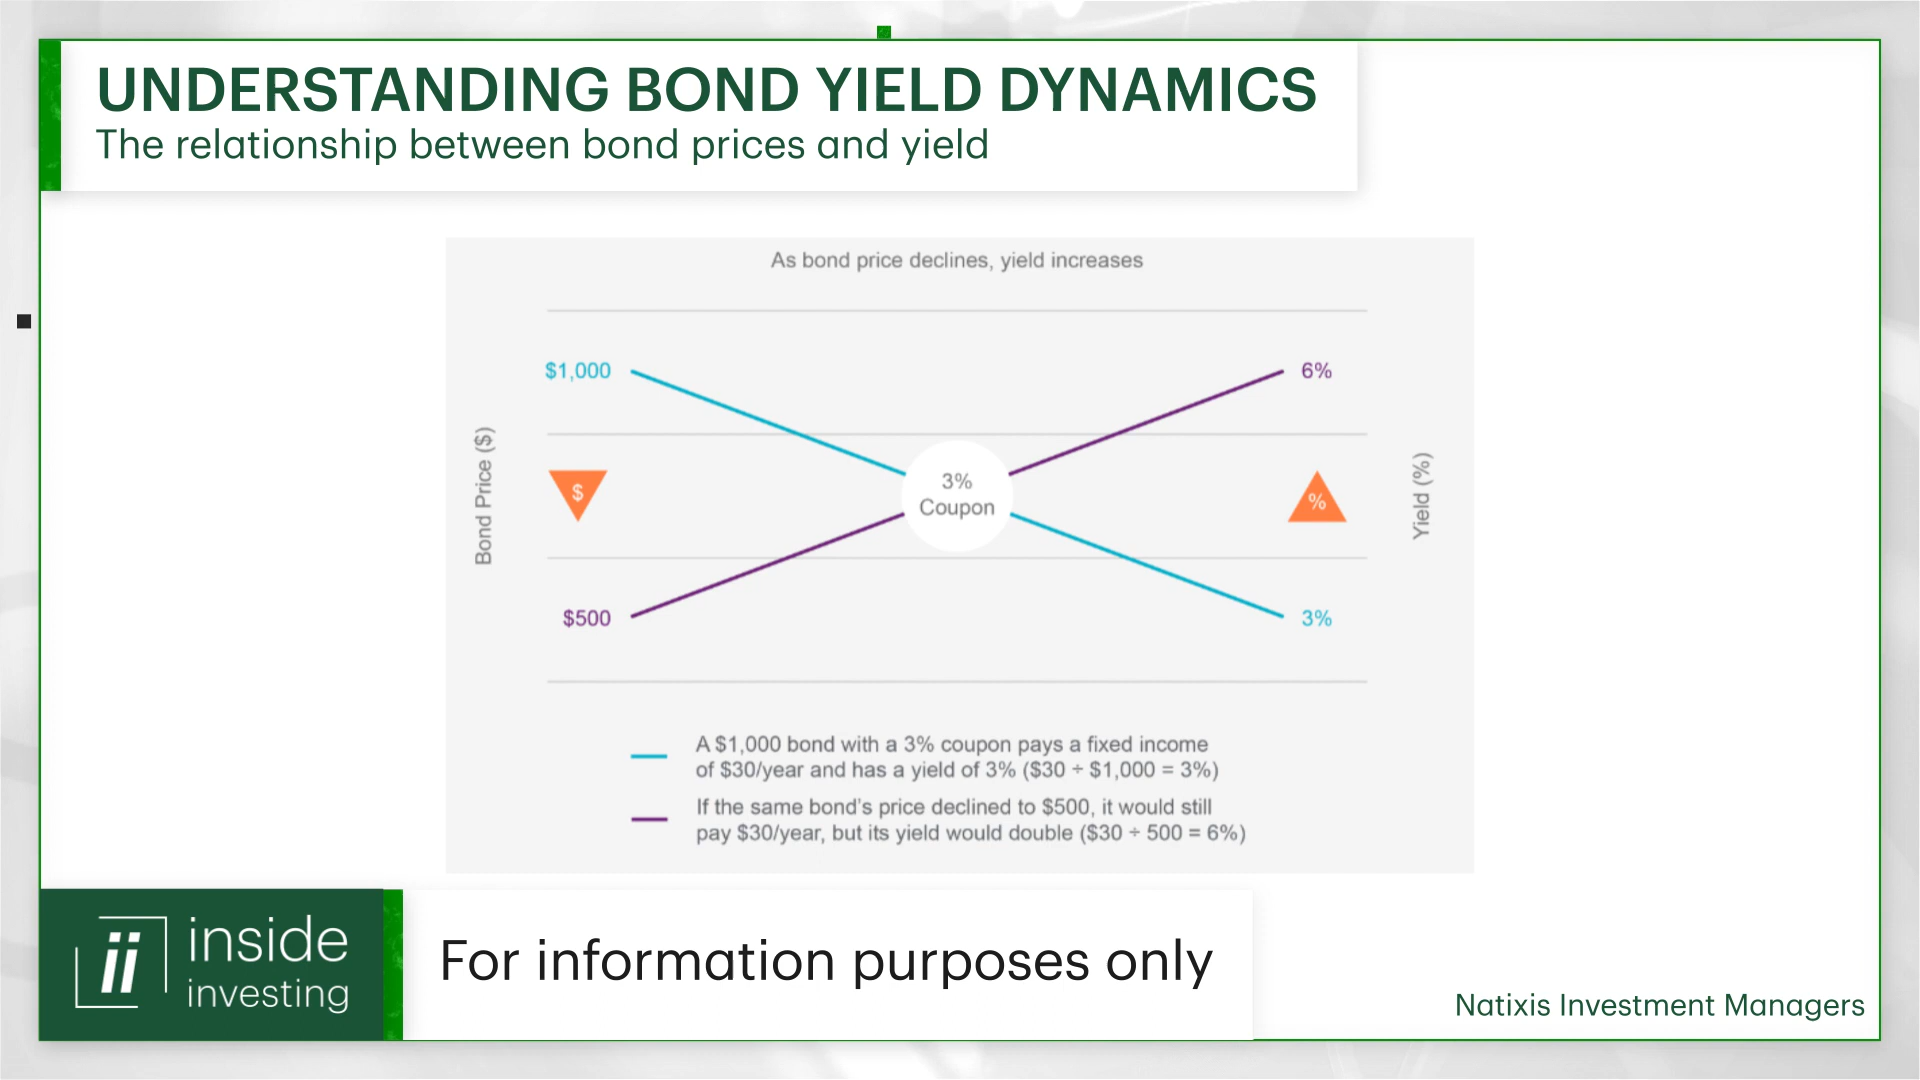 UNDERSTANDING BOND YIELD DYNAMICS
The relationship between bond prices and yield
As bond price declines, yield increases
$1,000
6%
Bond Price ($)
$
3%
Coupon
%
Yield (%)
$500
3%
A $1,000 bond with a 3% coupon pays a fixed income
of $30/year and has a yield of 3% ($30 ÷ $1,000 = 3%)
If the same bond's price declined to $500, it would still
pay $30/year, but its yield would double ($30 ÷ 500 = 6%)
ii
inside
investing
For information purposes only
Natixis Investment Managers